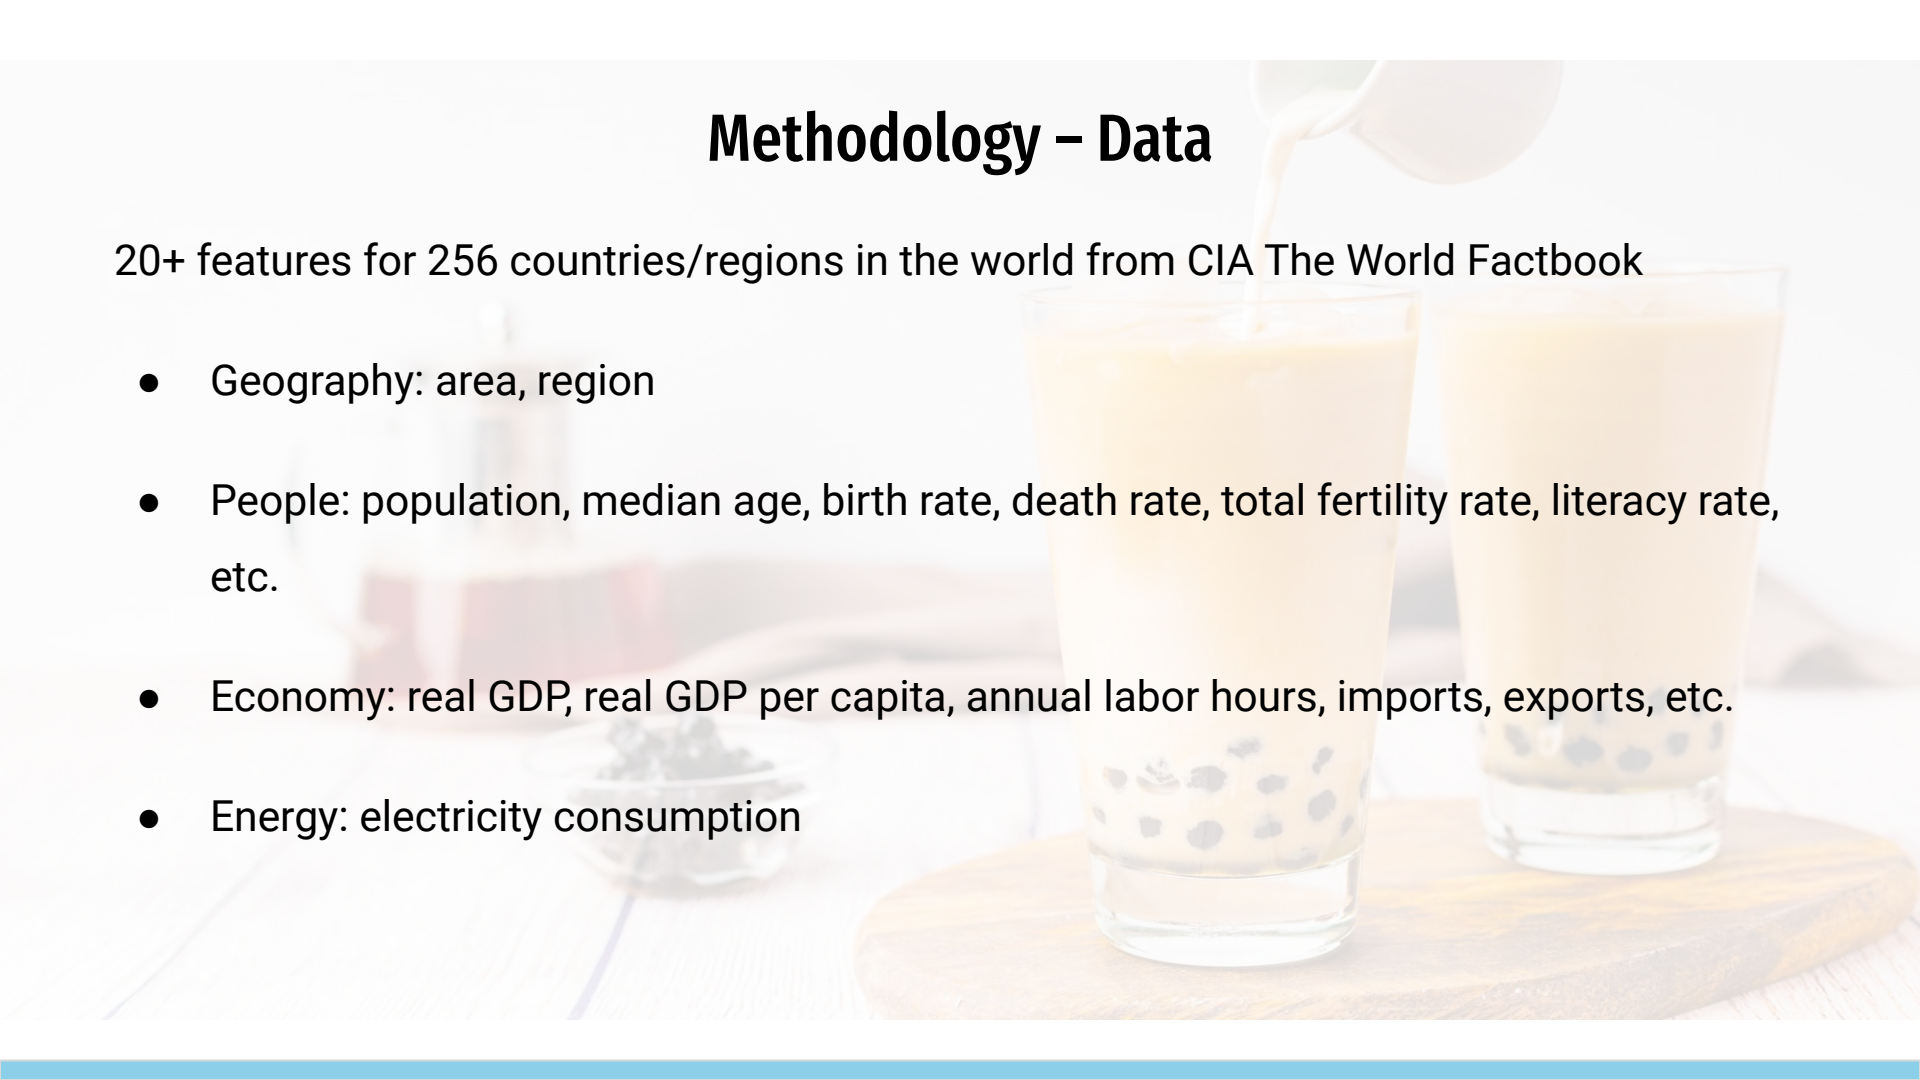 Methodology – Data
20+ features for 256 countries/regions in the world from CIA The World Factbook
● Geography: area, region
● People: population, median age, birth rate, death rate, total fertility rate, literacy rate,
etc.
● Economy: real GDP, real GDP per capita, annual labor hours, imports, exports, etc.
● Energy: electricity consumption